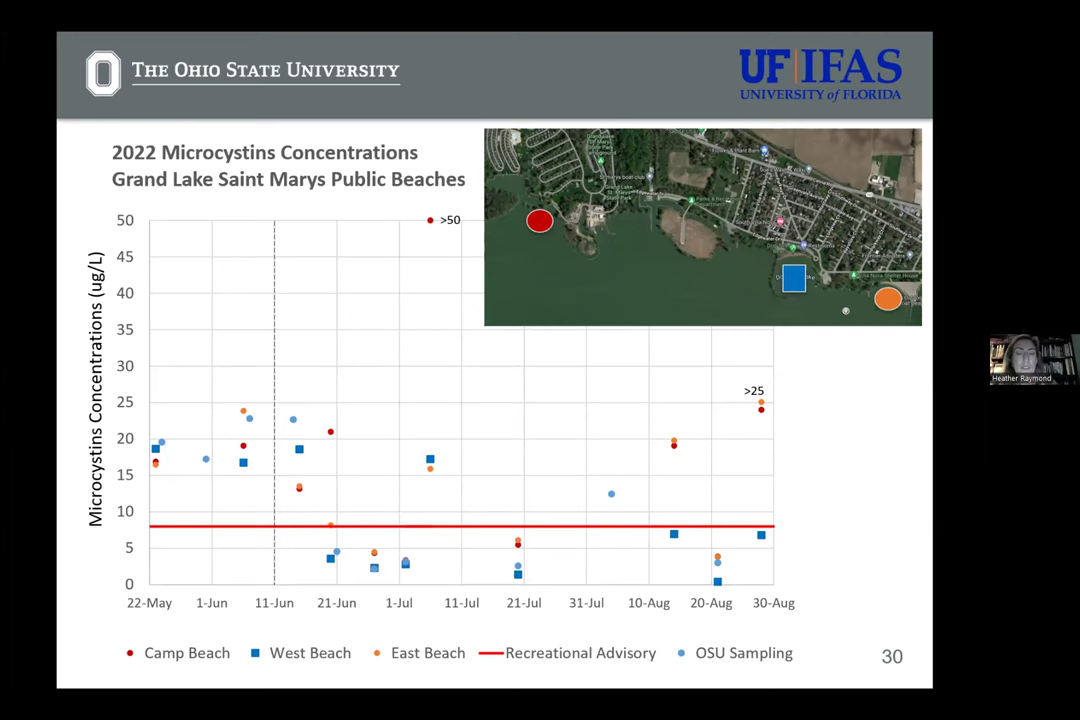 THE OHIO STATE UNIVERSITY
UF IFAS
UNIVERSITY of FLORIDA
2022 Microcystins Concentrations
Grand Lake Saint Marys Public Beaches
50
45
40
35
30
25
20
15
10
5
0
Microcystins Concentrations (ug/L)
>50
>25
22-May
1-Jun
11-Jun
21-Jun
1-Jul
11-Jul
21-Jul
31-Jul
10-Aug
20-Aug
30-Aug
Camp Beach
West Beach
East Beach
Recreational Advisory
OSU Sampling
30
Heather Raymond